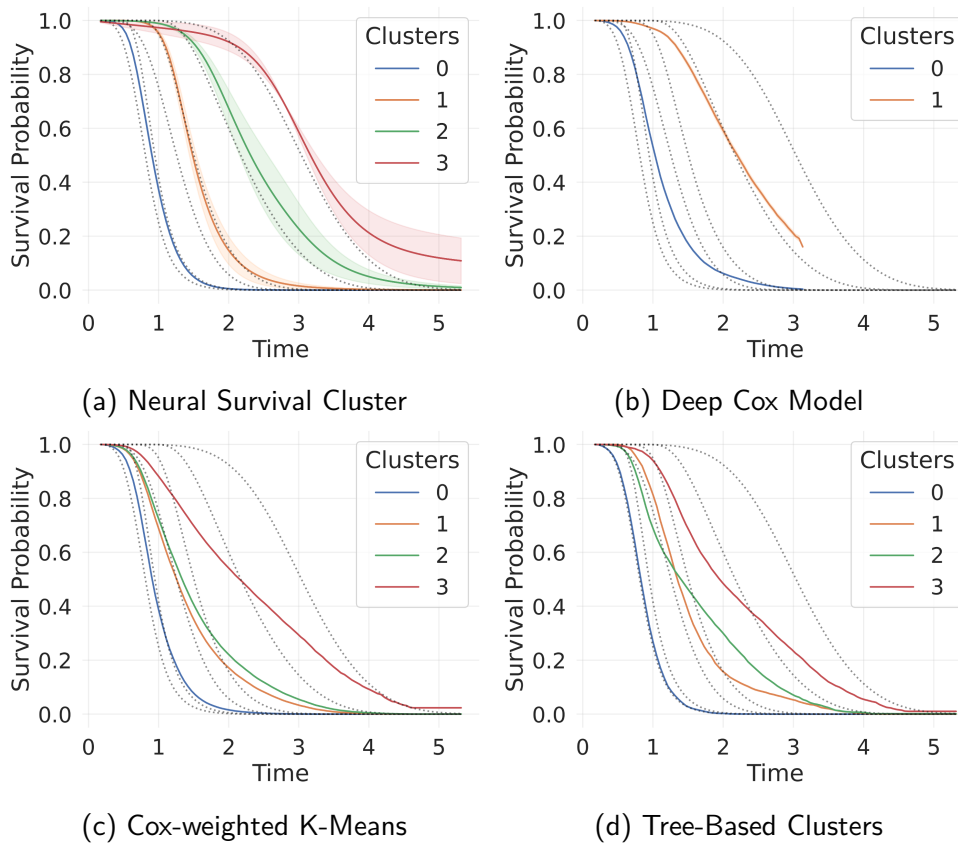 1.0
0.8
0.6
0.4
0.2
0.0
Survival Probability
0 1 2 3 4 5
Time
Clusters
0
1
2
3
(a) Neural Survival Cluster
1.0
0.8
0.6
0.4
0.2
0.0
Survival Probability
0 1 2 3 4 5
Time
Clusters
0
1
(b) Deep Cox Model
1.0
0.8
0.6
0.4
0.2
0.0
Survival Probability
0 1 2 3 4 5
Time
Clusters
0
1
2
3
(c) Cox-weighted K-Means
1.0
0.8
0.6
0.4
0.2
0.0
Survival Probability
0 1 2 3 4 5
Time
Clusters
0
1
2
3
(d) Tree-Based Clusters